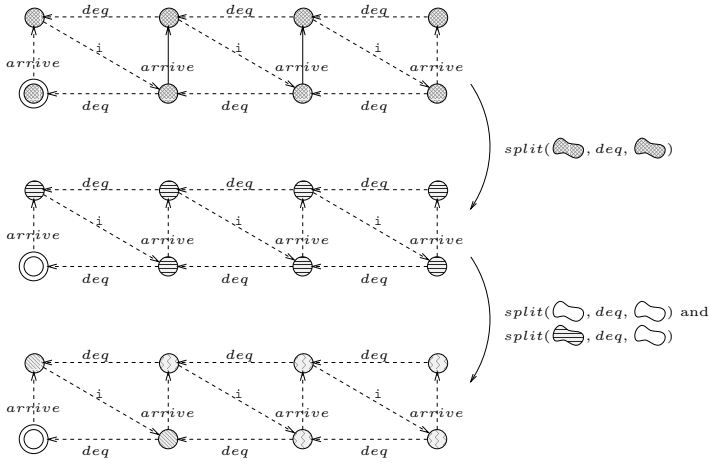 deq deq deq
i i i
arrive arrive arrive arrive
deq deq deq
split( , deq, )
deq deq deq
i i i
arrive arrive arrive arrive
deq deq deq
split( , deq, ) and
split( , deq, )
deq deq deq
i i i
arrive arrive arrive arrive
deq deq deq